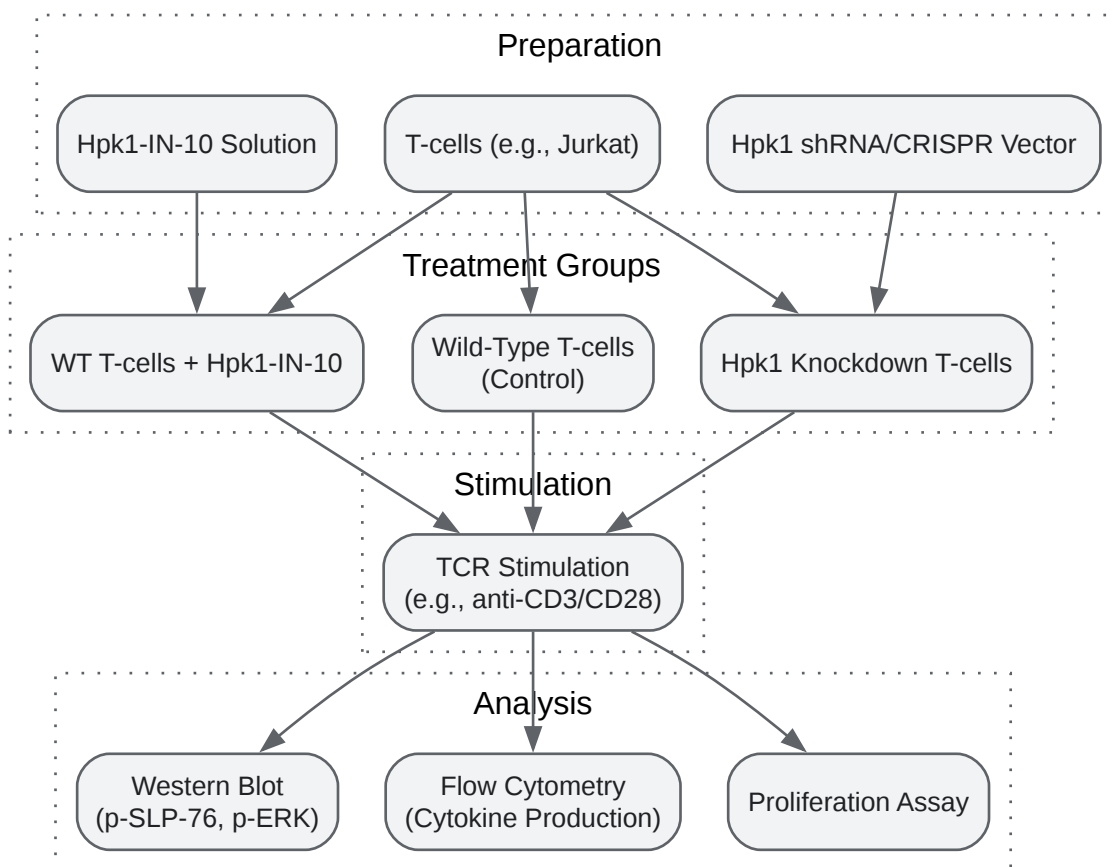 Preparation
Hpk1-IN-10 Solution
T-cells (e.g., Jurkat)
Hpk1 shRNA/CRISPR Vector
Treatment Groups
WT T-cells + Hpk1-IN-10
Wild-Type T-cells
(Control)
Hpk1 Knockdown T-cells
Stimulation
TCR Stimulation
(e.g., anti-CD3/CD28)
Analysis
Western Blot
(p-SLP-76, p-ERK)
Flow Cytometry
(Cytokine Production)
Proliferation Assay